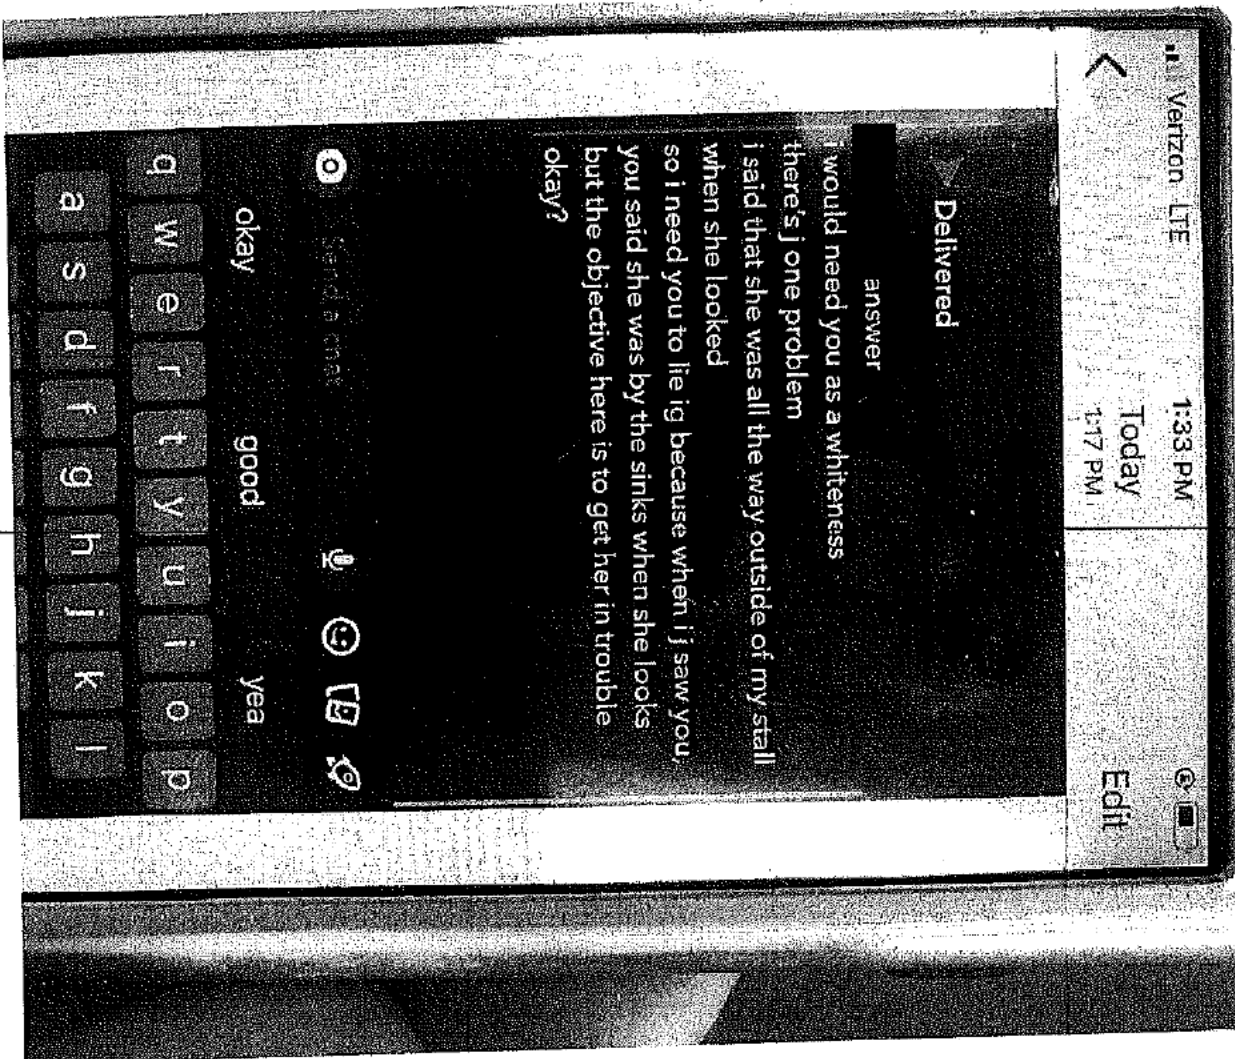 Verizon LTE 1:33 PM
Today
1:17 PM
Edit
Delivered
answer
i would need you as a whiteness
there's j one problem
i said that she was all the way outside of my stall
when she looked
so i need you to lie ig because when i j saw you,
you said she was by the sinks when she looks
but the objective here is to get her in trouble
okay?
Send a chat
okay good yea
q w e r t y u i o p
a s d f g h j k l